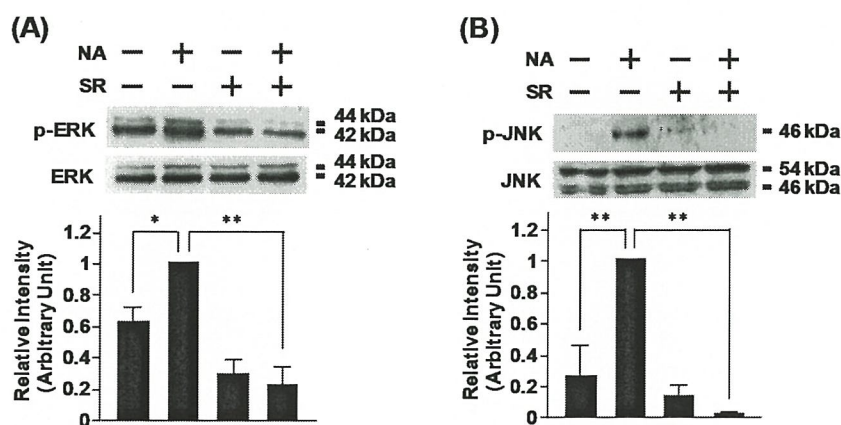 (A)
NA − + − +
SR − − + +
p-ERK
44 kDa
42 kDa
ERK
44 kDa
42 kDa
* **
Relative Intensity
(Arbitrary Unit)
1.2
1
0.8
0.6
0.4
0.2
0
(B)
NA − + − +
SR − − + +
p-JNK
46 kDa
JNK
54 kDa
46 kDa
** **
Relative Intensity
(Arbitrary Unit)
1.2
1
0.8
0.6
0.4
0.2
0